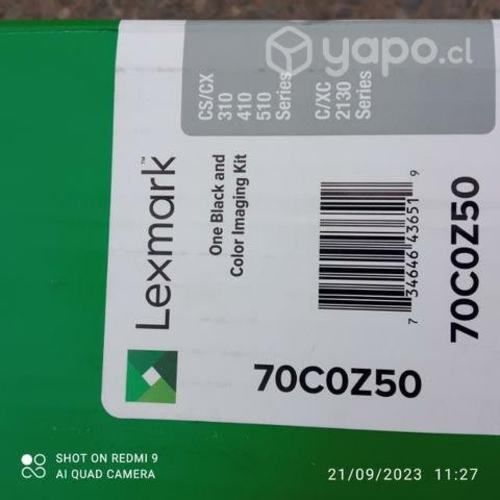 yapo.cl
CS/CX
310
410
510
Series
C/XC
2130
Series
Lexmark™
One Black and
Color Imaging Kit
7 34646 43651 9
70C0Z50
70C0Z50
SHOT ON REDMI 9
AI QUAD CAMERA
21/09/2023 11:27